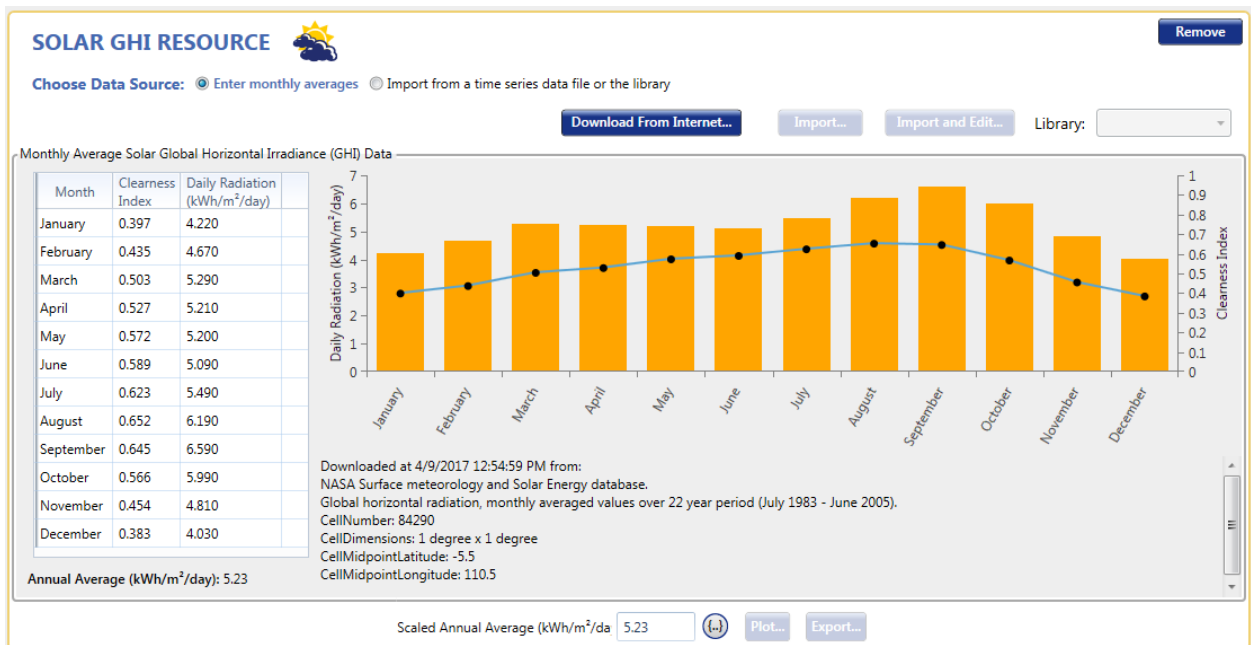 SOLAR GHI RESOURCE
Remove
Choose Data Source: Enter monthly averages Import from a time series data file or the library
Download From Internet... Import... Import and Edit... Library:
Monthly Average Solar Global Horizontal Irradiance (GHI) Data
Month Clearness Index Daily Radiation (kWh/m²/day)
January 0.397 4.220
February 0.435 4.670
March 0.503 5.290
April 0.527 5.210
May 0.572 5.200
June 0.589 5.090
July 0.623 5.490
August 0.652 6.190
September 0.645 6.590
October 0.566 5.990
November 0.454 4.810
December 0.383 4.030
Annual Average (kWh/m²/day): 5.23
Daily Radiation (kWh/m²/day)
7
6
5
4
3
2
1
0
1
0.9
0.8
0.7
0.6
0.5
0.4
0.3
0.2
0.1
0
Clearness Index
January February March April May June July August September October November December
Downloaded at 4/9/2017 12:54:59 PM from:
NASA Surface meteorology and Solar Energy database.
Global horizontal radiation, monthly averaged values over 22 year period (July 1983 - June 2005).
CellNumber: 84290
CellDimensions: 1 degree x 1 degree
CellMidpointLatitude: -5.5
CellMidpointLongitude: 110.5
Scaled Annual Average (kWh/m²/da 5.23 {..} Plot... Export...